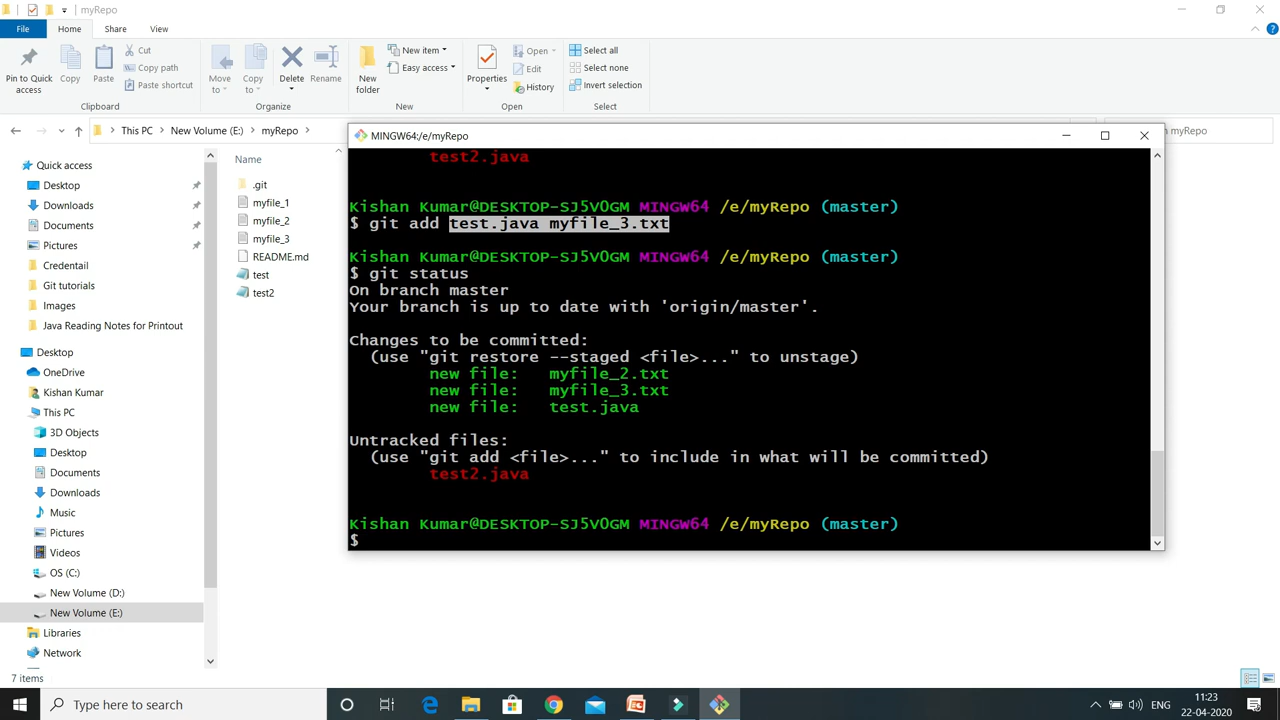 myRepo
File
Home
Share
View
Pin to Quick access
Copy
Paste
Cut
Copy path
Paste shortcut
Clipboard
Move to
Copy to
Delete
Rename
Organize
New folder
New item
Easy access
New
Properties
Open
Edit
History
Open
Select all
Select none
Invert selection
Select
This PC
New Volume (E:)
myRepo
myRepo
Quick access
Desktop
Downloads
Documents
Pictures
Credentail
Git tutorials
Images
Java Reading Notes for Printout
Desktop
OneDrive
Kishan Kumar
This PC
3D Objects
Desktop
Documents
Downloads
Music
Pictures
Videos
OS (C:)
New Volume (D:)
New Volume (E:)
Libraries
Network
7 items
Name
.git
myfile_1
myfile_2
myfile_3
README.md
test
test2
MINGW64:/e/myRepo
test2.java
Kishan Kumar@DESKTOP-SJ5V0GM MINGW64 /e/myRepo (master)
$ git add test.java myfile_3.txt
Kishan Kumar@DESKTOP-SJ5V0GM MINGW64 /e/myRepo (master)
$ git status
On branch master
Your branch is up to date with 'origin/master'.
Changes to be committed:
(use "git restore --staged <file>..." to unstage)
new file:   myfile_2.txt
new file:   myfile_3.txt
new file:   test.java
Untracked files:
(use "git add <file>..." to include in what will be committed)
test2.java
Kishan Kumar@DESKTOP-SJ5V0GM MINGW64 /e/myRepo (master)
$
Type here to search
ENG
11:23
22-04-2020